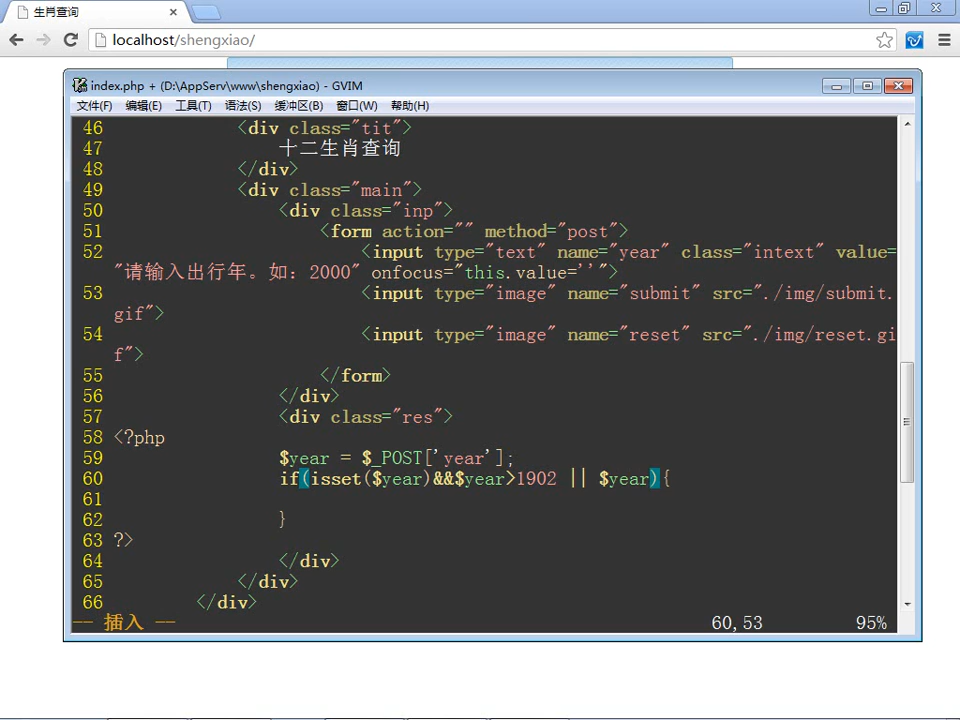 生肖查询
localhost/shengxiao/
index.php + (D:\AppServ\www\shengxiao) - GVIM
文件(F) 编辑(E) 工具(T) 语法(S) 缓冲区(B) 窗口(W) 帮助(H)
46 <div class="tit">
47 十二生肖查询
48 </div>
49 <div class="main">
50 <div class="inp">
51 <form action="" method="post">
52 <input type="text" name="year" class="intext" value=
"请输入出行年。如：2000" onfocus="this.value=''">
53 <input type="image" name="submit" src="./img/submit.
gif">
54 <input type="image" name="reset" src="./img/reset.gi
f">
55 </form>
56 </div>
57 <div class="res">
58 <?php
59 $year = $_POST['year'];
60 if(isset($year)&&$year>1902 || $year){
61
62 }
63 ?>
64 </div>
65 </div>
66 </div>
-- 插入 -- 60,53 95%